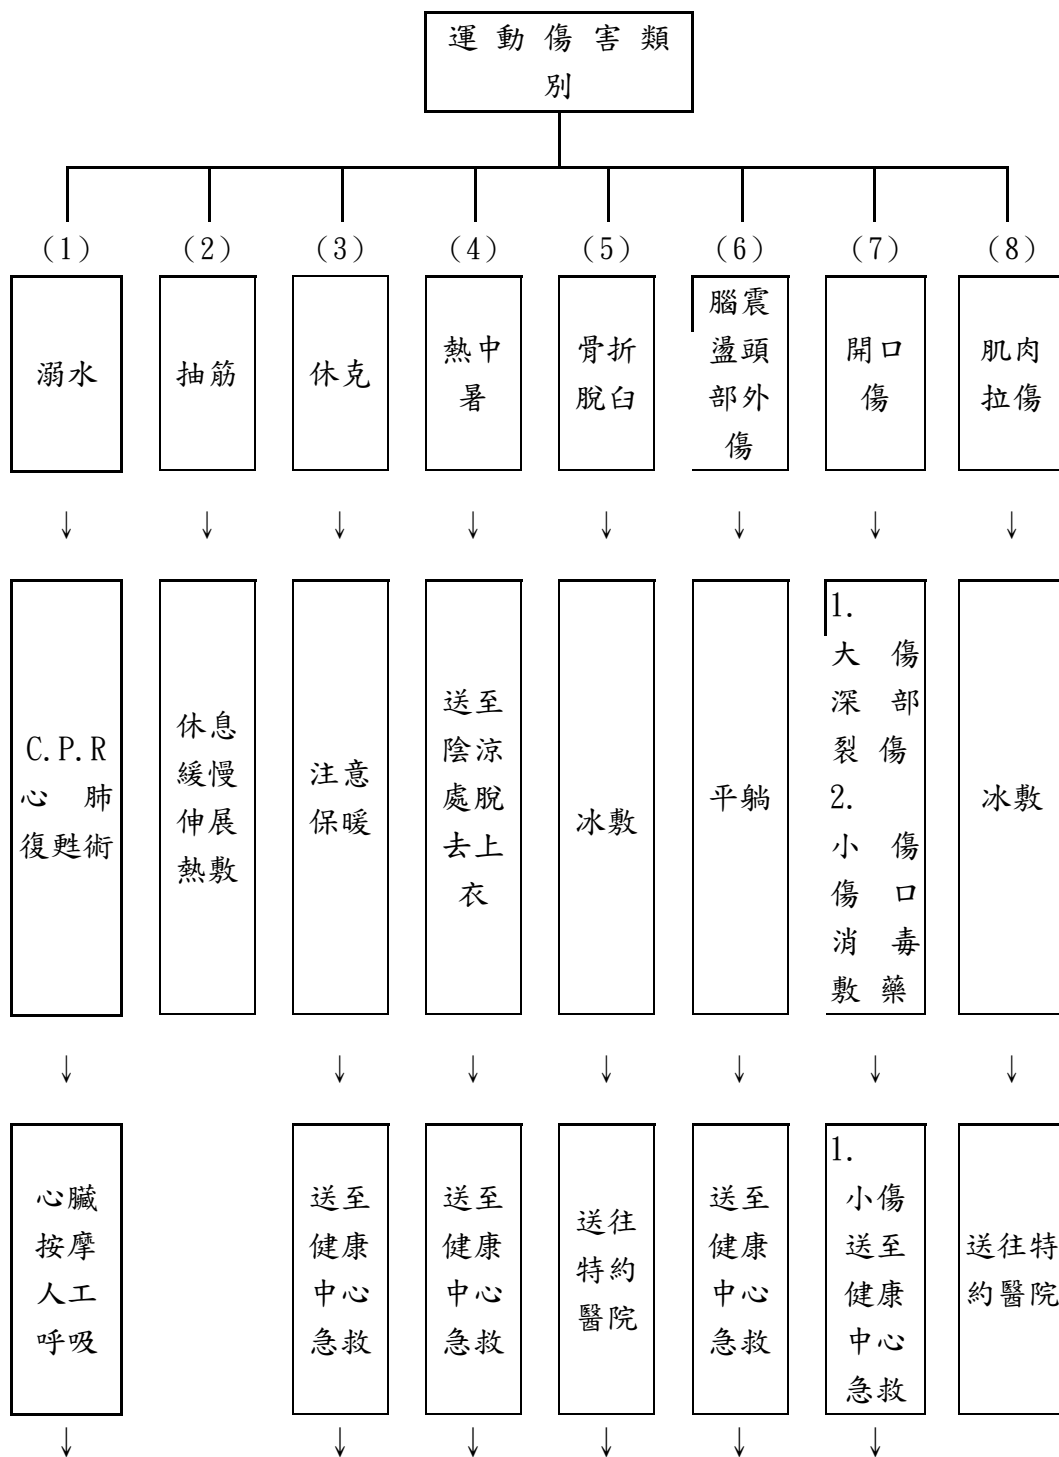 運動傷害類
別
(1)
(2)
(3)
(4)
(5)
(6)
(7)
(8)
溺水
抽筋
休克
熱中
暑
骨折
脫臼
腦震
盪頭
部外
傷
開口
傷
肌肉
拉傷
↓ ↓ ↓ ↓ ↓ ↓ ↓ ↓
C.P.R
心肺
復甦術
休息
緩慢
伸展
熱敷
注意
保暖
送至
陰涼
處脫
去上
衣
冰敷
平躺
1.
大傷
深部
裂傷
2.
小傷
傷口
消毒
敷藥
冰敷
↓ ↓ ↓ ↓ ↓ ↓ ↓
心臟
按摩
人工
呼吸
送至
健康
中心
急救
送至
健康
中心
急救
送往
特約
醫院
送至
健康
中心
急救
1.
小傷
送至
健康
中心
急救
送往特
約醫院
↓ ↓ ↓ ↓ ↓ ↓